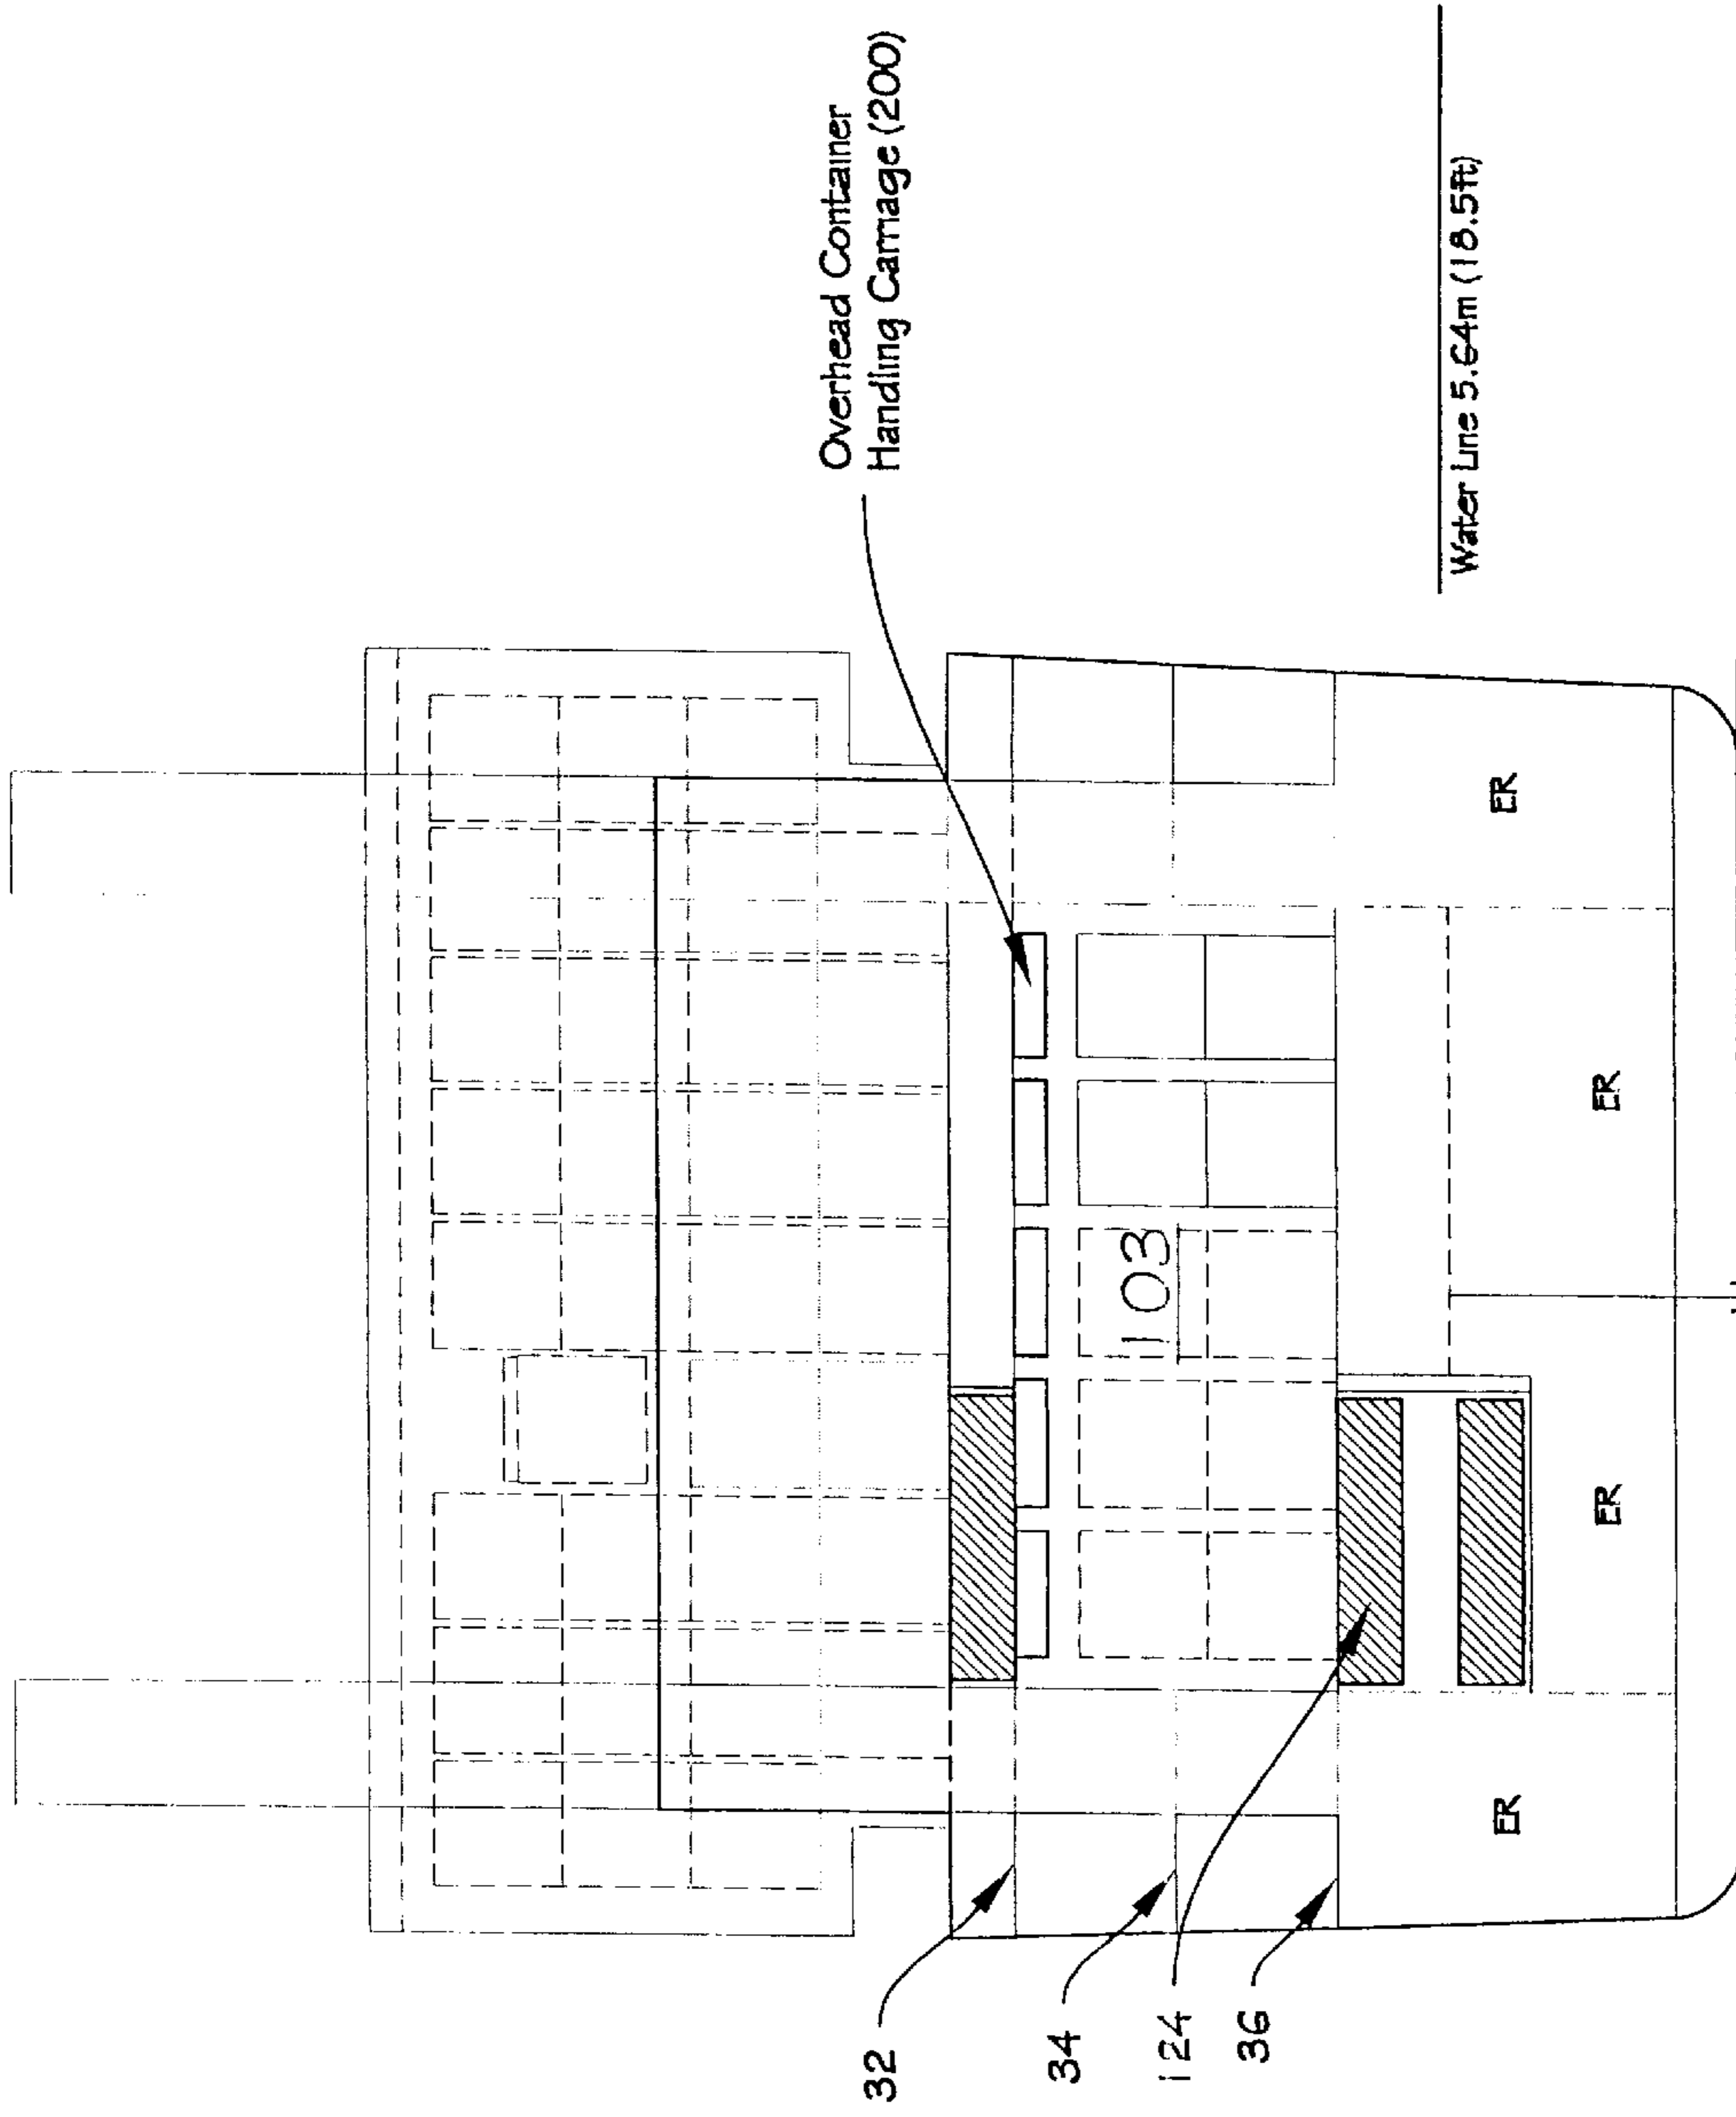 Overhead Container
Handling Carriage (200)
Water Line 5.64m (18.5ft)
103
ER
ER
ER
ER
32
34
124
36